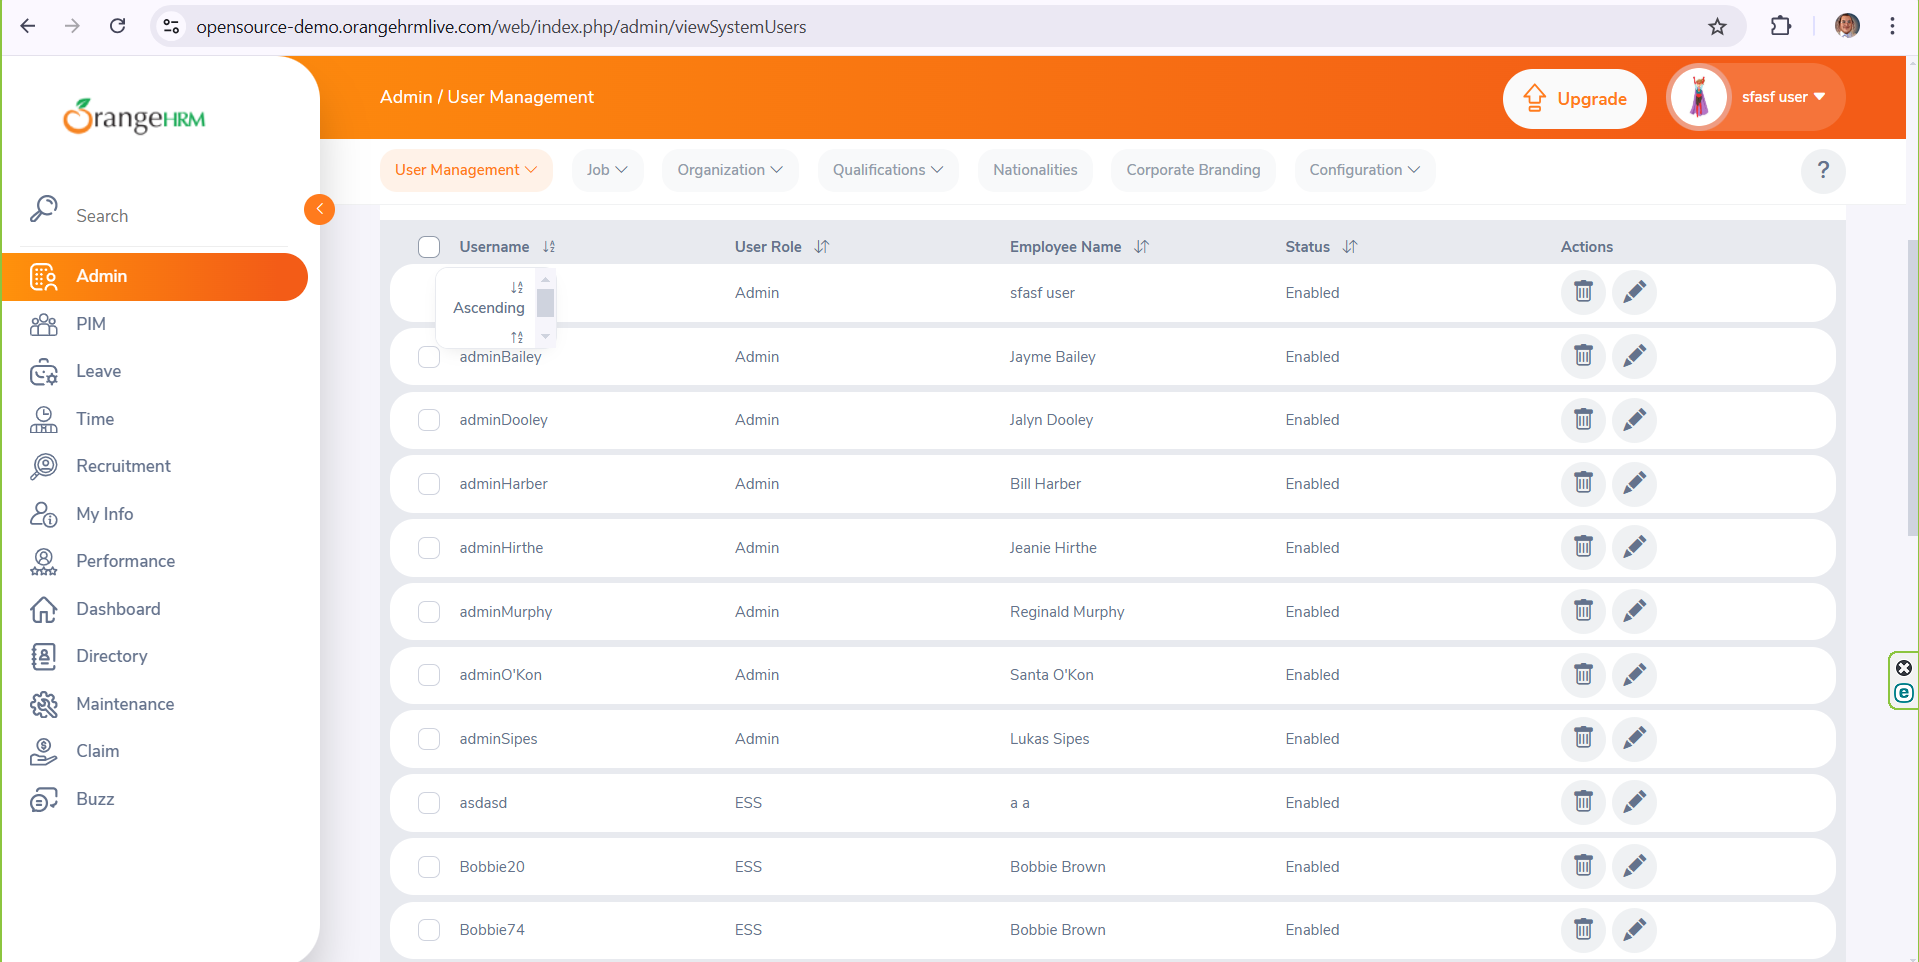 opensource-demo.orangehrmlive.com/web/index.php/admin/viewSystemUsers
OrangeHRM
Admin / User Management
Upgrade
sfasf user
User Management
Job
Organization
Qualifications
Nationalities
Corporate Branding
Configuration
?
Search
Admin
PIM
Leave
Time
Recruitment
My Info
Performance
Dashboard
Directory
Maintenance
Claim
Buzz
Username User Role Employee Name Status Actions
Ascending
Admin sfasf user Enabled
adminBailey Admin Jayme Bailey Enabled
adminDooley Admin Jalyn Dooley Enabled
adminHarber Admin Bill Harber Enabled
adminHirthe Admin Jeanie Hirthe Enabled
adminMurphy Admin Reginald Murphy Enabled
adminO'Kon Admin Santa O'Kon Enabled
adminSipes Admin Lukas Sipes Enabled
asdasd ESS a a Enabled
Bobbie20 ESS Bobbie Brown Enabled
Bobbie74 ESS Bobbie Brown Enabled